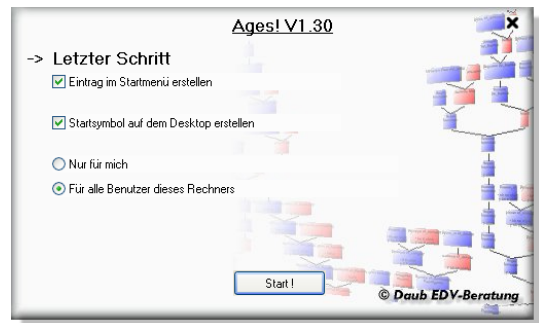 Ages! V1.30
-> Letzter Schritt
Eintrag im Startmenü erstellen
Startsymbol auf dem Desktop erstellen
Nur für mich
Für alle Benutzer dieses Rechners
Start !
© Daub EDV-Beratung